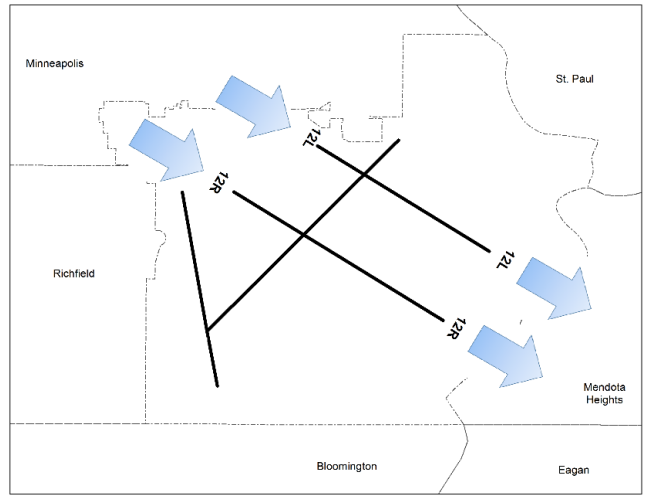 Minneapolis
St. Paul
12L
12R
Richfield
12L
12R
Mendota
Heights
Bloomington
Eagan